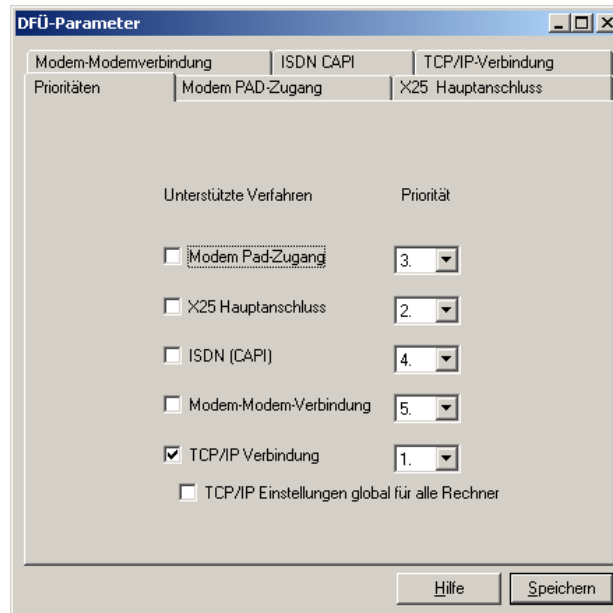 DFÜ-Parameter
Modem-Modemverbindung ISDN CAPI TCP/IP-Verbindung
Prioritäten Modem PAD-Zugang X25 Hauptanschluss
Unterstützte Verfahren Priorität
Modem Pad-Zugang 3.
X25 Hauptanschluss 2.
ISDN (CAPI) 4.
Modem-Modem-Verbindung 5.
TCP/IP Verbindung 1.
TCP/IP Einstellungen global für alle Rechner
Hilfe Speichern